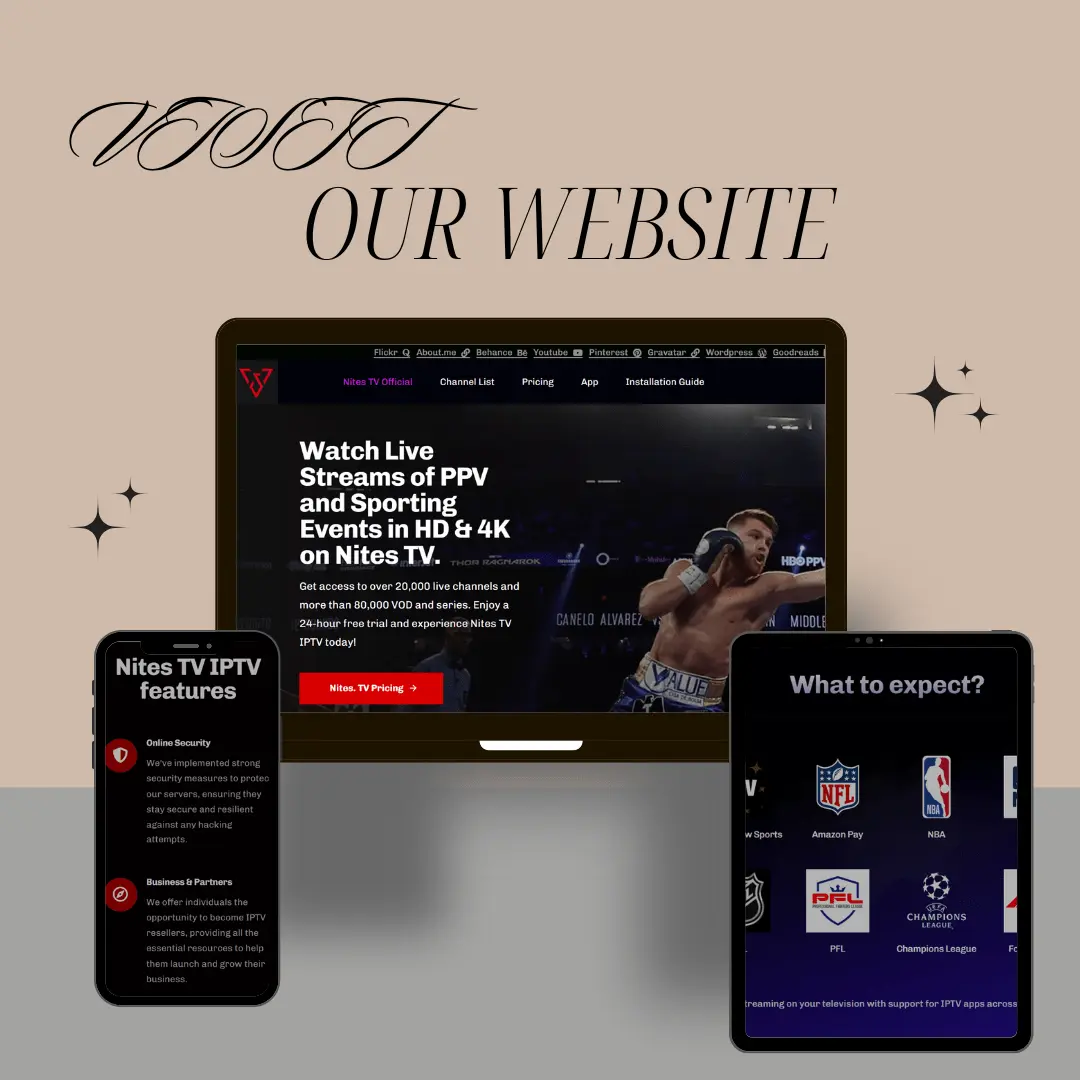 VISIT
OUR WEBSITE
Flickr About.me Behance Bē Youtube Pinterest Gravatar Wordpress Goodreads
Nites TV Official Channel List Pricing App Installation Guide
Watch Live
Streams of PPV
and Sporting
Events in HD & 4K
on Nites TV.
THOR RAGNAROK
HBO PPV
Get access to over 20,000 live channels and
more than 80,000 VOD and series. Enjoy a
24-hour free trial and experience Nites TV
IPTV today!
CANELO ALVAREZ
Nites. TV Pricing →
Nites TV IPTV
features
Online Security
We've implemented strong
security measures to protec
our servers, ensuring they
stay secure and resilient
against any hacking
attempts.
Business & Partners
We offer individuals the
opportunity to become IPTV
resellers, providing all the
essential resources to help
them launch and grow their
business.
What to expect?
NFL
NBA
w Sports Amazon Pay NBA
PFL
PROFESSIONAL FIGHTERS LEAGUE
UEFA
CHAMPIONS
LEAGUE
PFL Champions League
treaming on your television with support for IPTV apps across